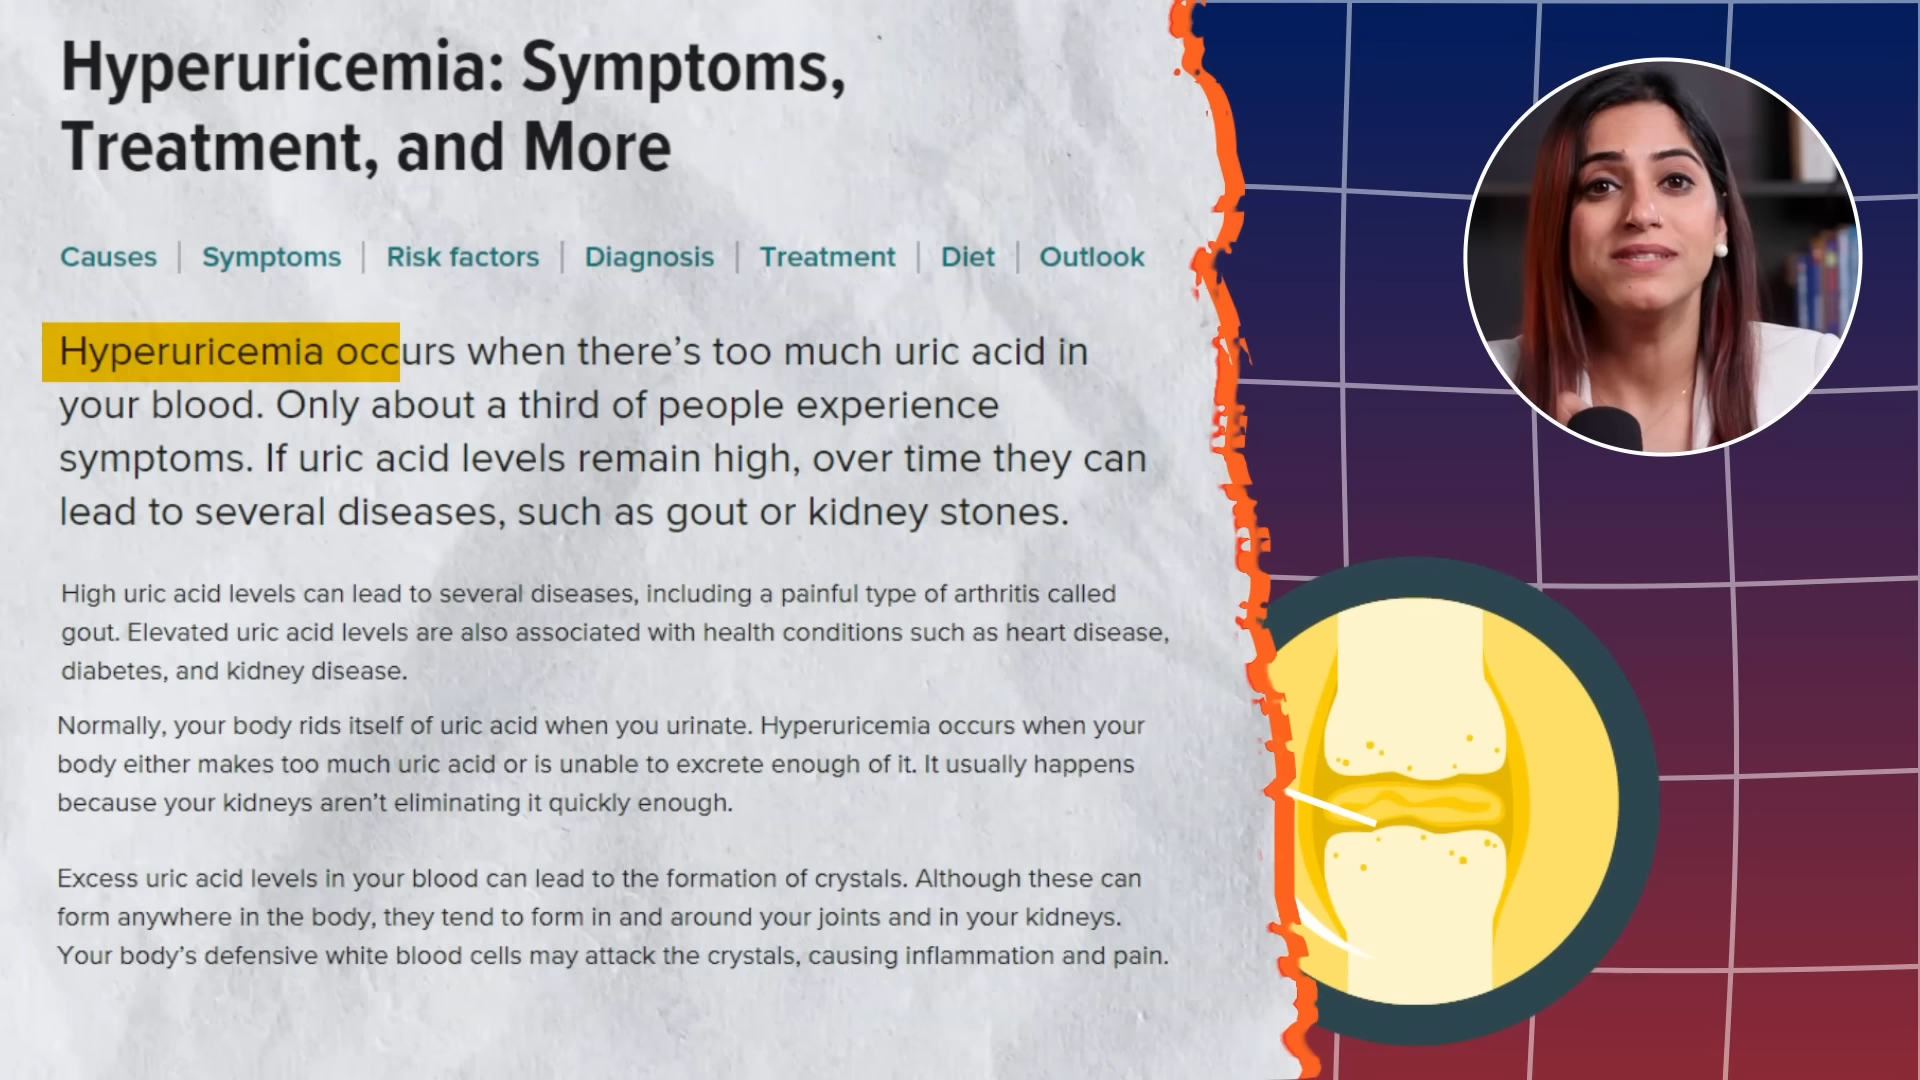 Hyperuricemia: Symptoms,
Treatment, and More
Causes | Symptoms | Risk factors | Diagnosis | Treatment | Diet | Outlook
Hyperuricemia occurs when there’s too much uric acid in
your blood. Only about a third of people experience
symptoms. If uric acid levels remain high, over time they can
lead to several diseases, such as gout or kidney stones.
High uric acid levels can lead to several diseases, including a painful type of arthritis called
gout. Elevated uric acid levels are also associated with health conditions such as heart disease,
diabetes, and kidney disease.
Normally, your body rids itself of uric acid when you urinate. Hyperuricemia occurs when your
body either makes too much uric acid or is unable to excrete enough of it. It usually happens
because your kidneys aren’t eliminating it quickly enough.
Excess uric acid levels in your blood can lead to the formation of crystals. Although these can
form anywhere in the body, they tend to form in and around your joints and in your kidneys.
Your body’s defensive white blood cells may attack the crystals, causing inflammation and pain.